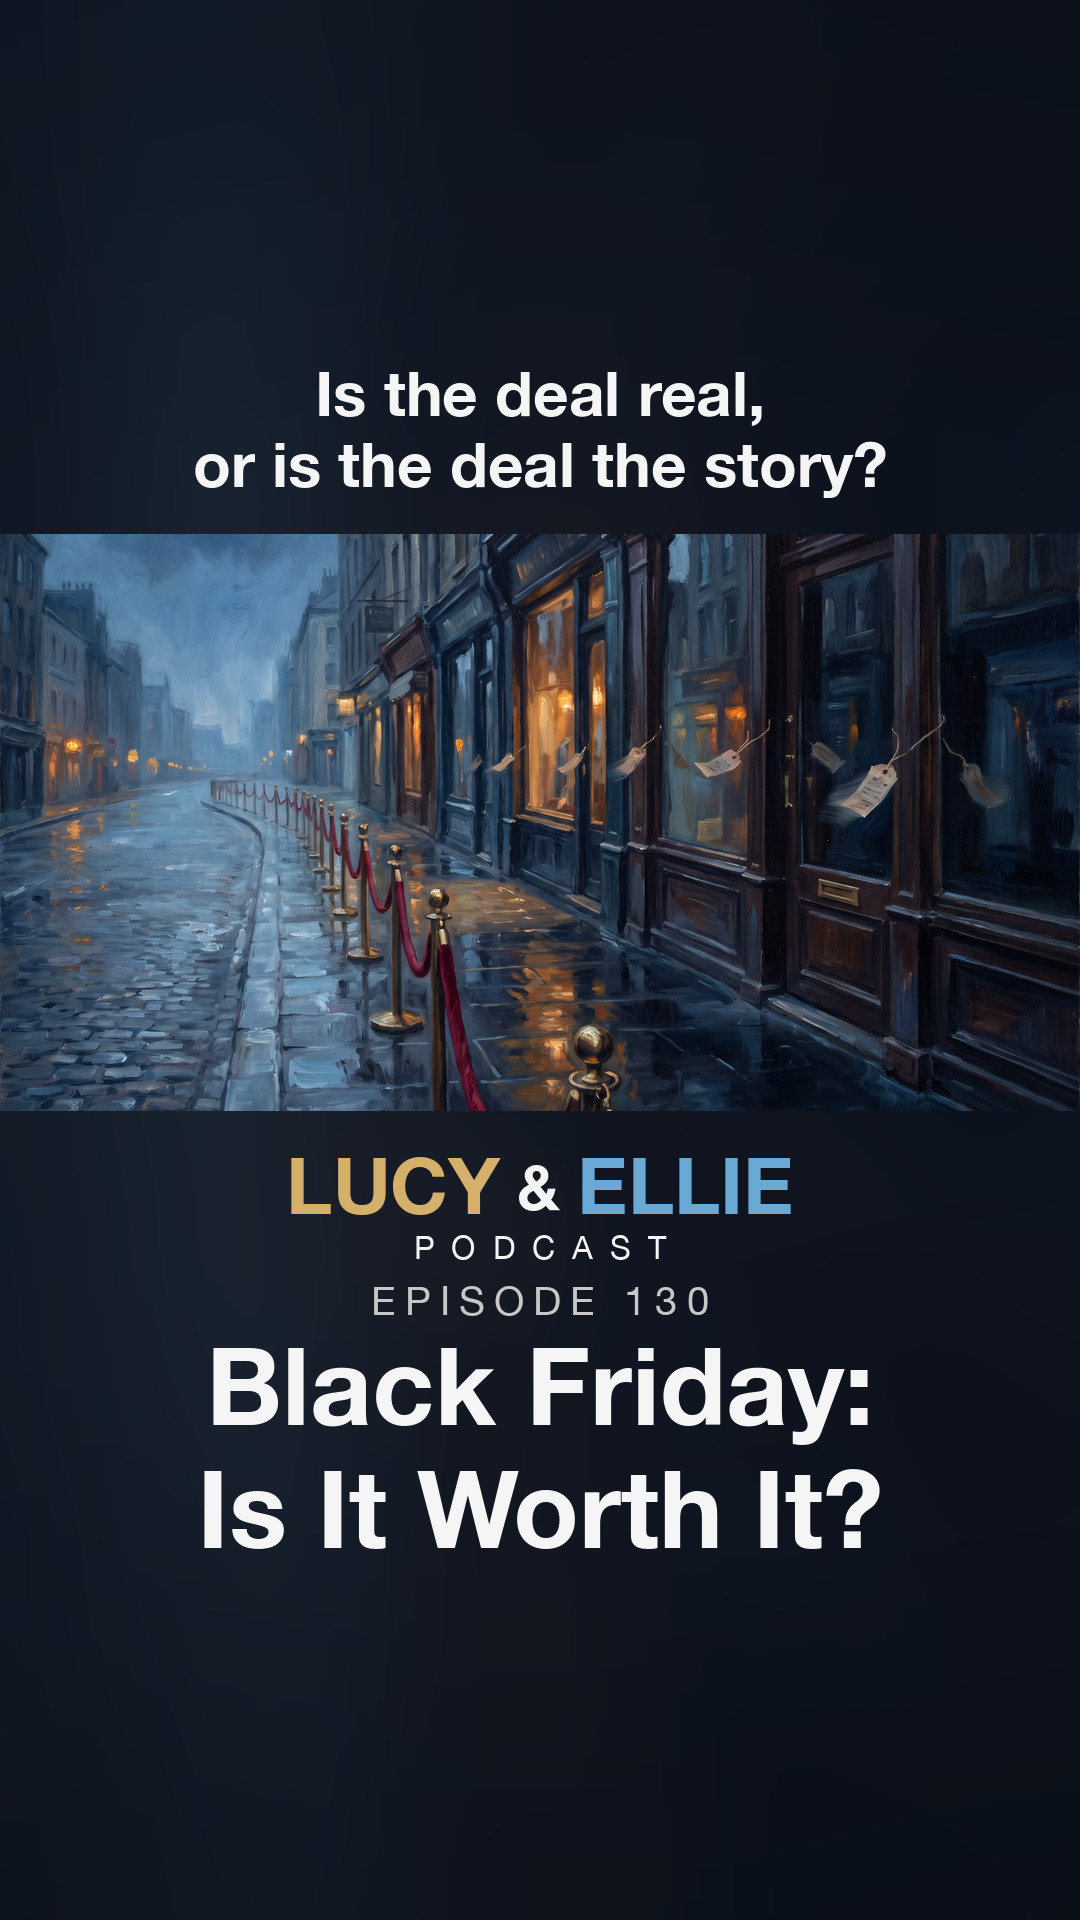 Is the deal real,
or is the deal the story?
LUCY & ELLIE
PODCAST
EPISODE 130
Black Friday:
Is It Worth It?